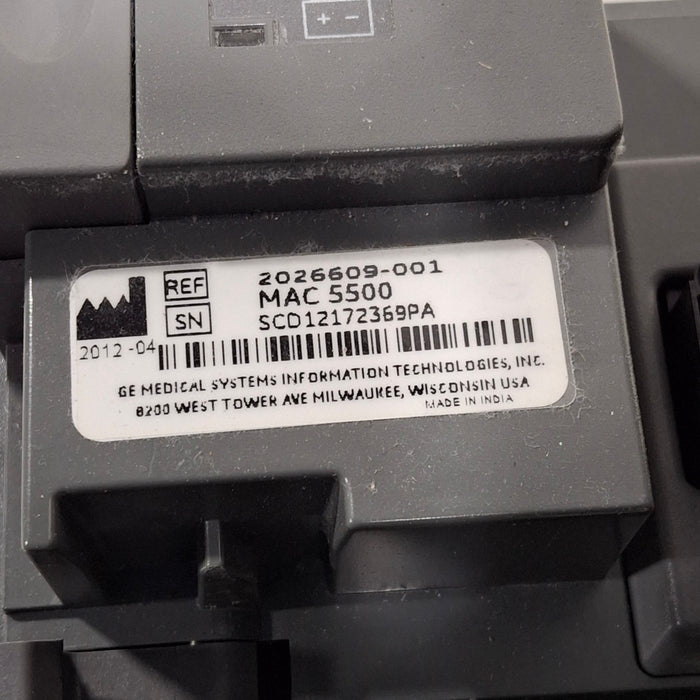 + -
REF 2026609-001
MAC 5500
SN SCD12172369PA
2012-04
GE MEDICAL SYSTEMS INFORMATION TECHNOLOGIES, INC.
8200 WEST TOWER AVE MILWAUKEE, WISCONSIN USA
MADE IN INDIA